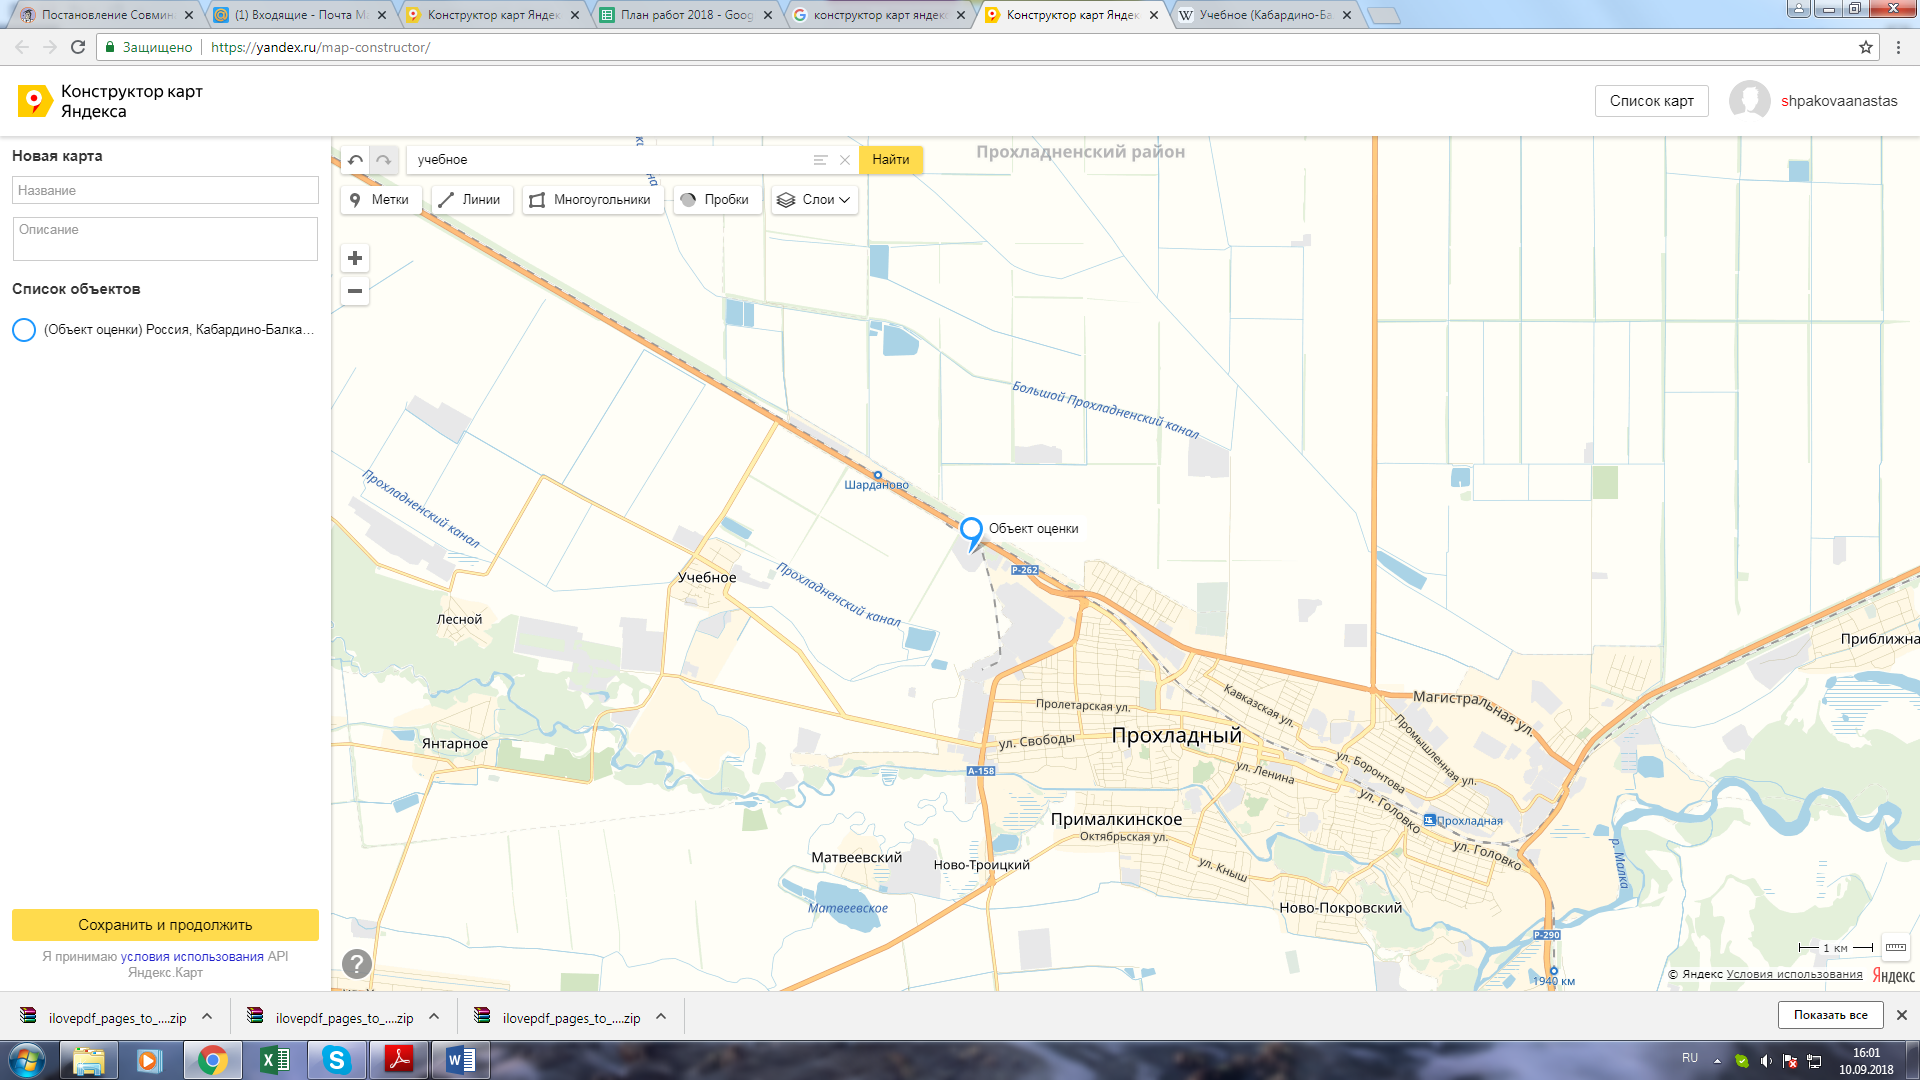 Постановление Совмин
(1) Входящие - Почта Ma
Конструктор карт Яндек
План работ 2018 - Goog
конструктор карт яндек
Конструктор карт Яндек
Учебное (Кабардино-Ба
Защищено
https://yandex.ru/map-constructor/
Конструктор карт
Яндекса
Список карт
shpakovaanastas
Новая карта
Название
Описание
Список объектов
(Объект оценки) Россия, Кабардино-Балка...
учебное
Найти
Прохладненский район
Метки
Линии
Многоугольники
Пробки
Слои
Большой Прохладненский канал
Прохладненский канал
Шарданово
Объект оценки
Р-262
Учебное
Прохладненский канал
Лесной
Приближна
Кавказская ул.
Магистральная ул.
Пролетарская ул.
Промышленная ул.
Прохладный
ул. Свободы
Янтарное
А-158
ул. Ленина
ул. Боронтова
ул. Головко
Прималкинское
Октябрьская ул.
Прохладная
Матвеевский
Ново-Троицкий
ул. Кныш
ул. Головко
р. Малка
Матвеевское
Ново-Покровский
Р-290
1940 км
1 км
© Яндекс Условия использования
Яндекс
Сохранить и продолжить
Я принимаю условия использования API
Яндекс.Карт
?
ilovepdf_pages_to_....zip
ilovepdf_pages_to_....zip
ilovepdf_pages_to_....zip
Показать все
RU
16:01
10.09.2018